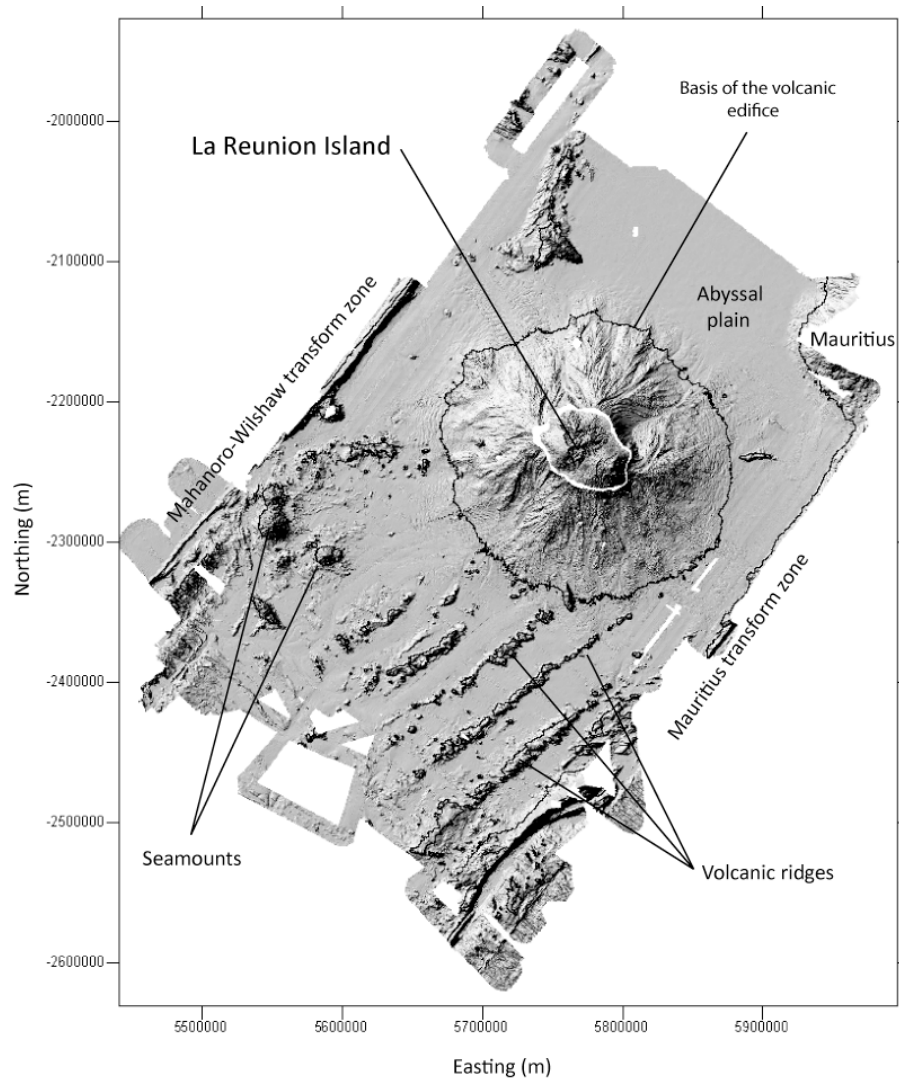 Basis of the volcanic
edifice
La Reunion Island
Abyssal
plain
Mauritius
Mahanoro-Wilshaw transform zone
Mauritius transform zone
Seamounts
Volcanic ridges
Northing (m)
-2000000
-2100000
-2200000
-2300000
-2400000
-2500000
-2600000
5500000
5600000
5700000
5800000
5900000
Easting (m)